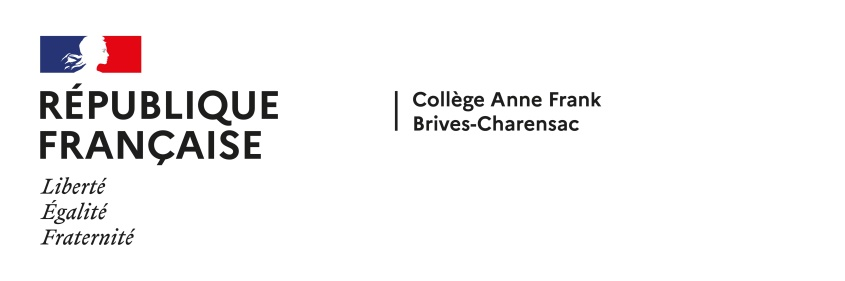 RÉPUBLIQUE
FRANÇAISE
Liberté
Égalité
Fraternité
Collège Anne Frank
Brives-Charensac